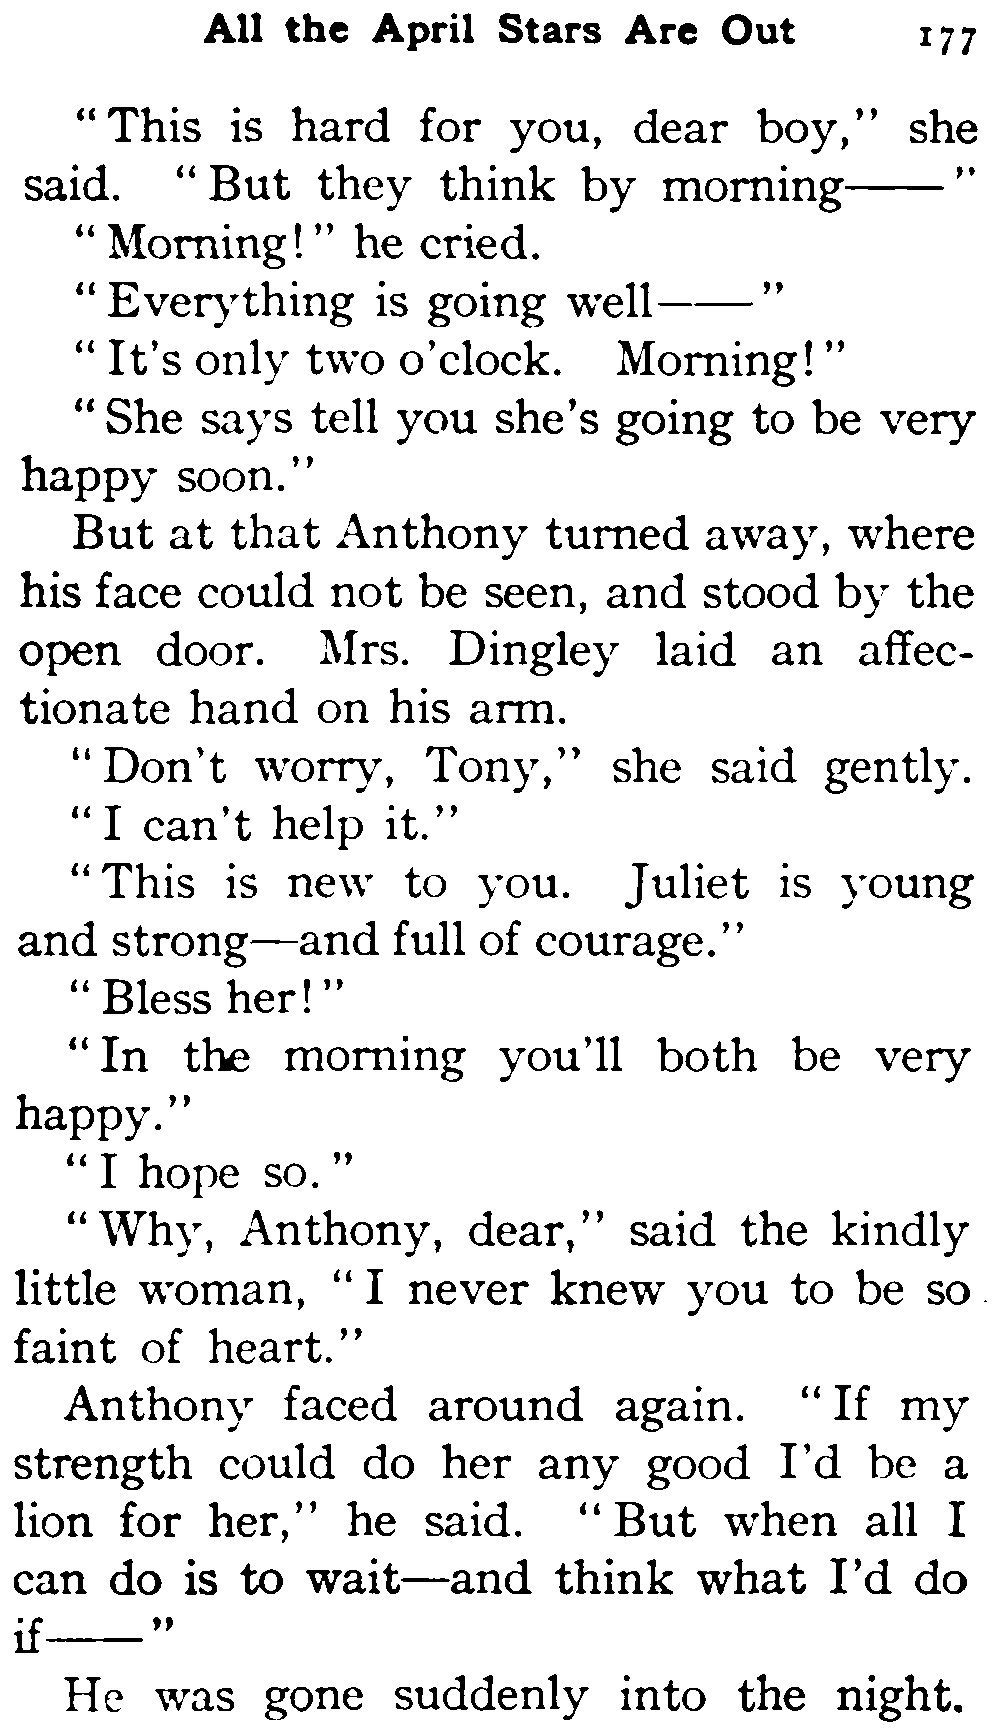 All the April Stars Are Out 177
"This is hard for you, dear boy," she
said. "But they think by morning——"
"Morning!" he cried.
"Everything is going well——"
"It's only two o'clock. Morning!"
"She says tell you she's going to be very
happy soon."
But at that Anthony turned away, where
his face could not be seen, and stood by the
open door. Mrs. Dingley laid an affec-
tionate hand on his arm.
"Don't worry, Tony," she said gently.
"I can't help it."
"This is new to you. Juliet is young
and strong—and full of courage."
"Bless her!"
"In the morning you'll both be very
happy."
"I hope so."
"Why, Anthony, dear," said the kindly
little woman, "I never knew you to be so
faint of heart."
Anthony faced around again. "If my
strength could do her any good I'd be a
lion for her," he said. "But when all I
can do is to wait—and think what I'd do
if——"
He was gone suddenly into the night.